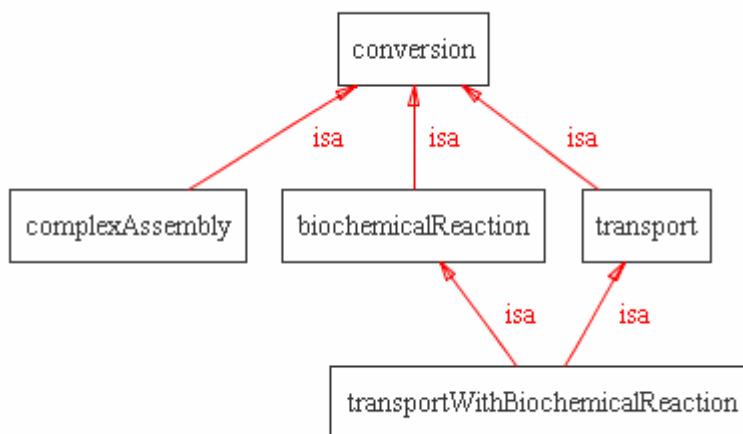 conversion
isa
isa
isa
complexAssembly
biochemicalReaction
transport
isa
isa
transportWithBiochemicalReaction